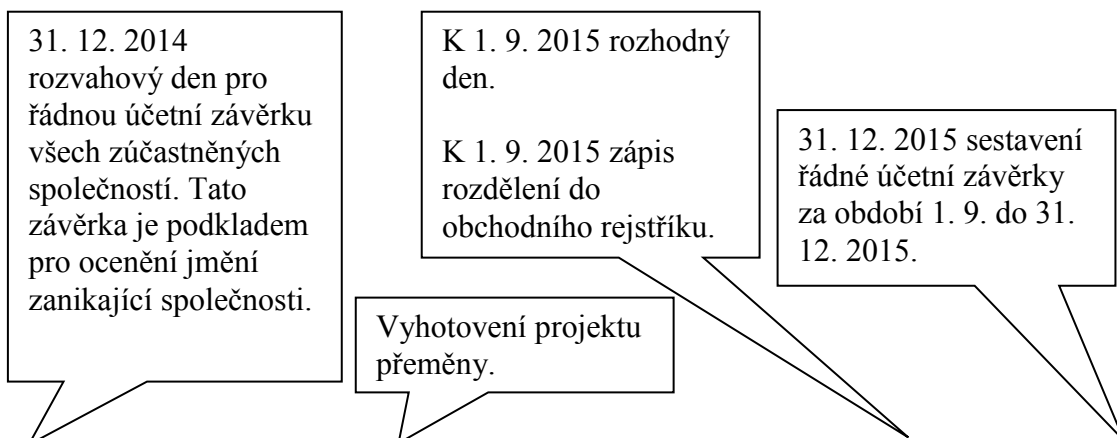 31. 12. 2014
rozvahový den pro
řádnou účetní závěrku
všech zúčastněných
společností. Tato
závěrka je podkladem
pro ocenění jmění
zanikající společnosti.
Vyhotovení projektu
přeměny.
K 1. 9. 2015 rozhodný
den.
K 1. 9. 2015 zápis
rozdělení do
obchodního rejstříku.
31. 12. 2015 sestavení
řádné účetní závěrky
za období 1. 9. do 31.
12. 2015.